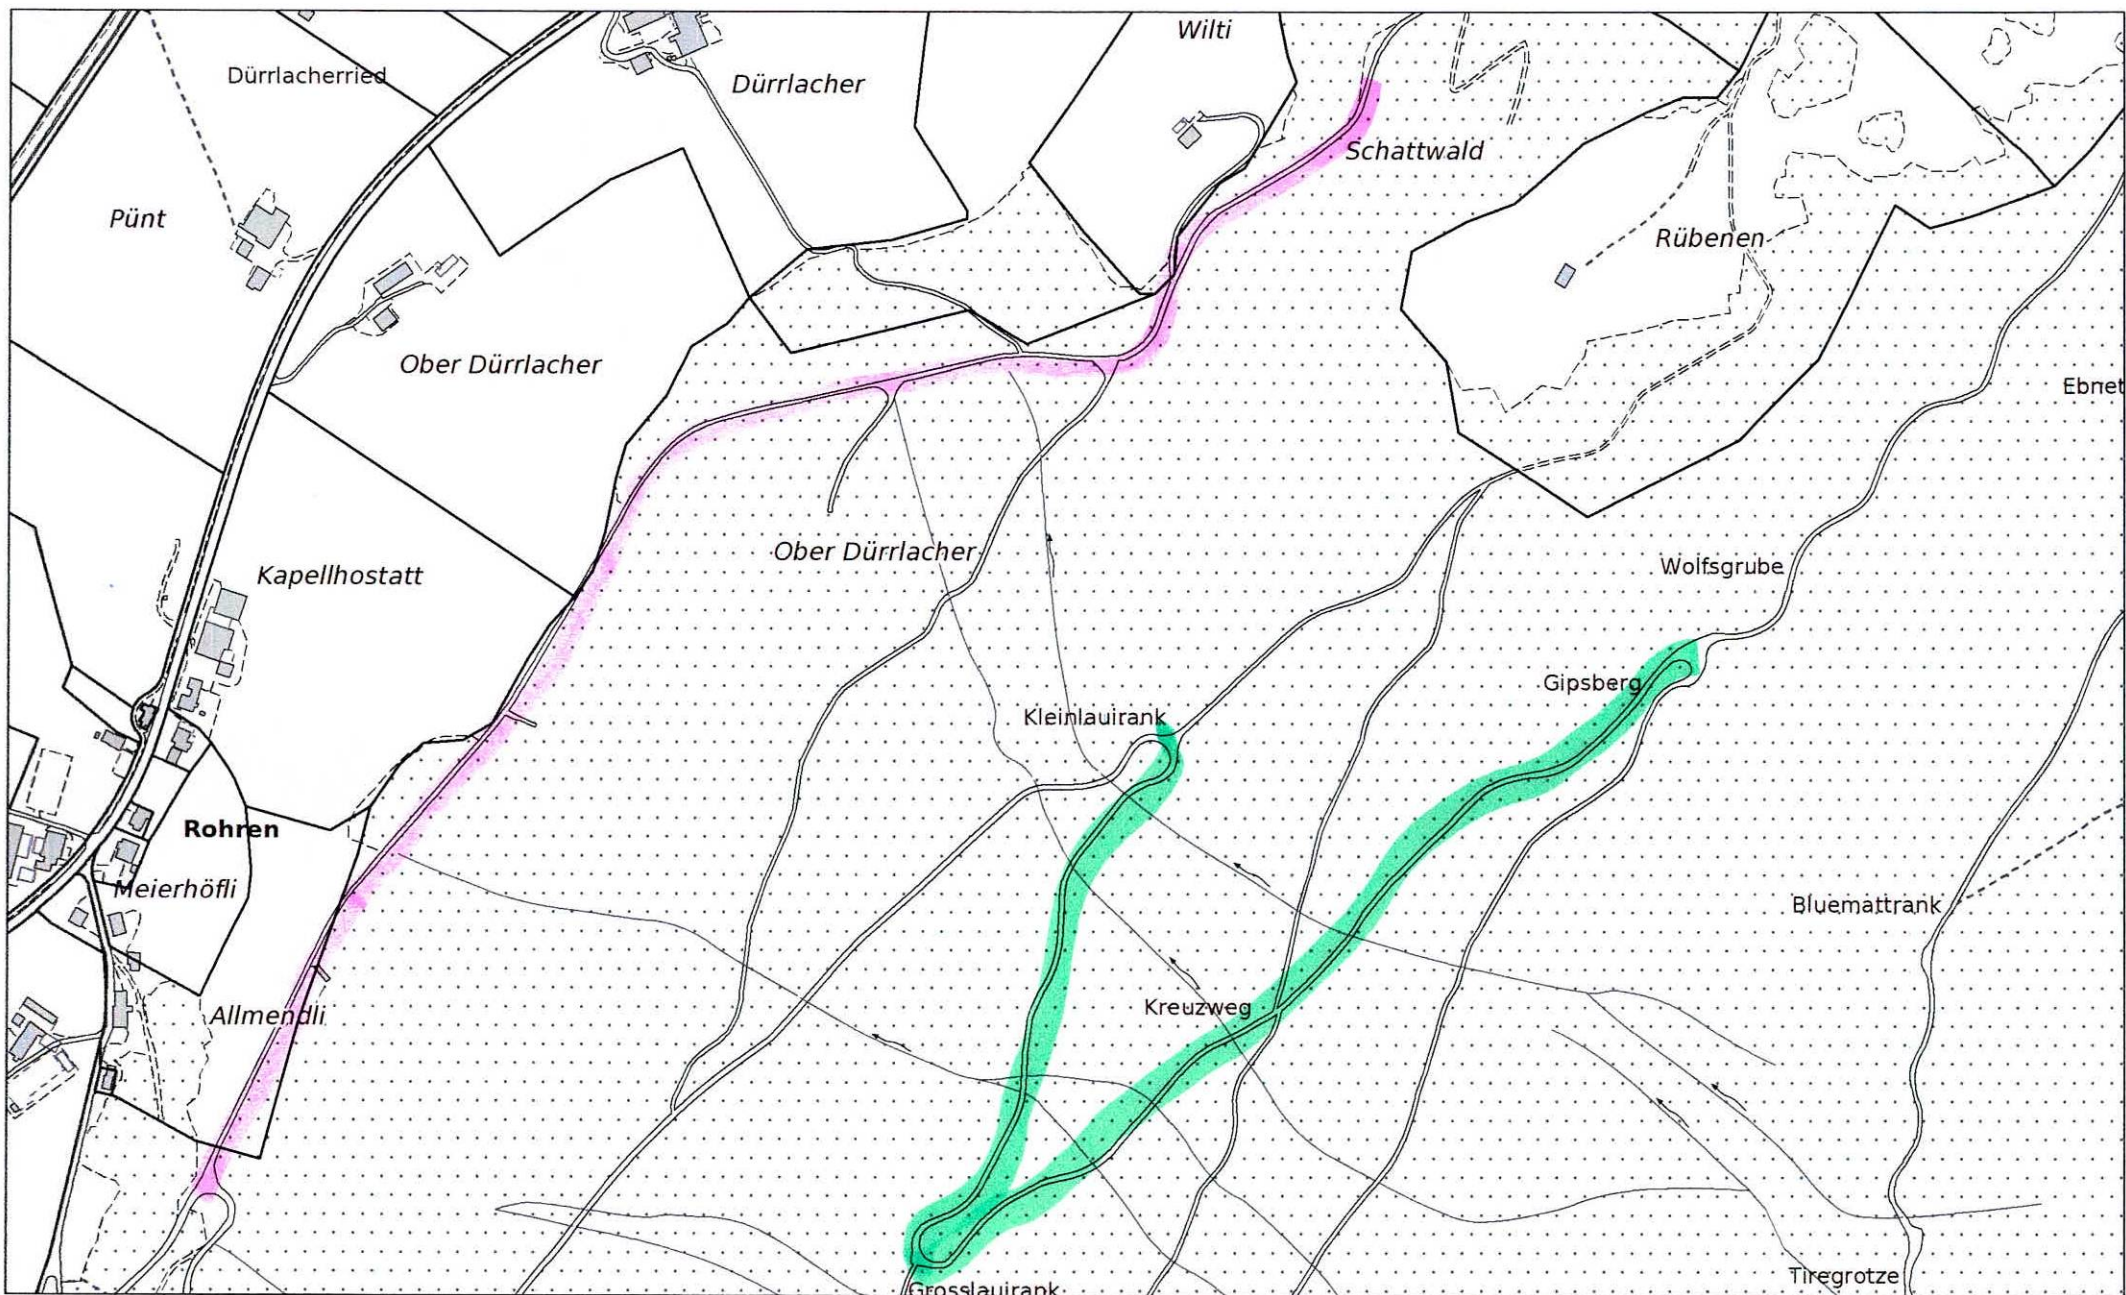 Wilti
Dürrlacherried
Dürrlacher
Schattwald
Pünt
Rübenen
Ober Dürrlacher
Ebnet
Ober Dürrlacher
Wolfsgrube
Kapellhostatt
Gipsberg
Kleinlauirank
Rohren
Meierhöfli
Bluemattrank
Kreuzweg
Allmendli
Tiregrotze
Grosslauirank